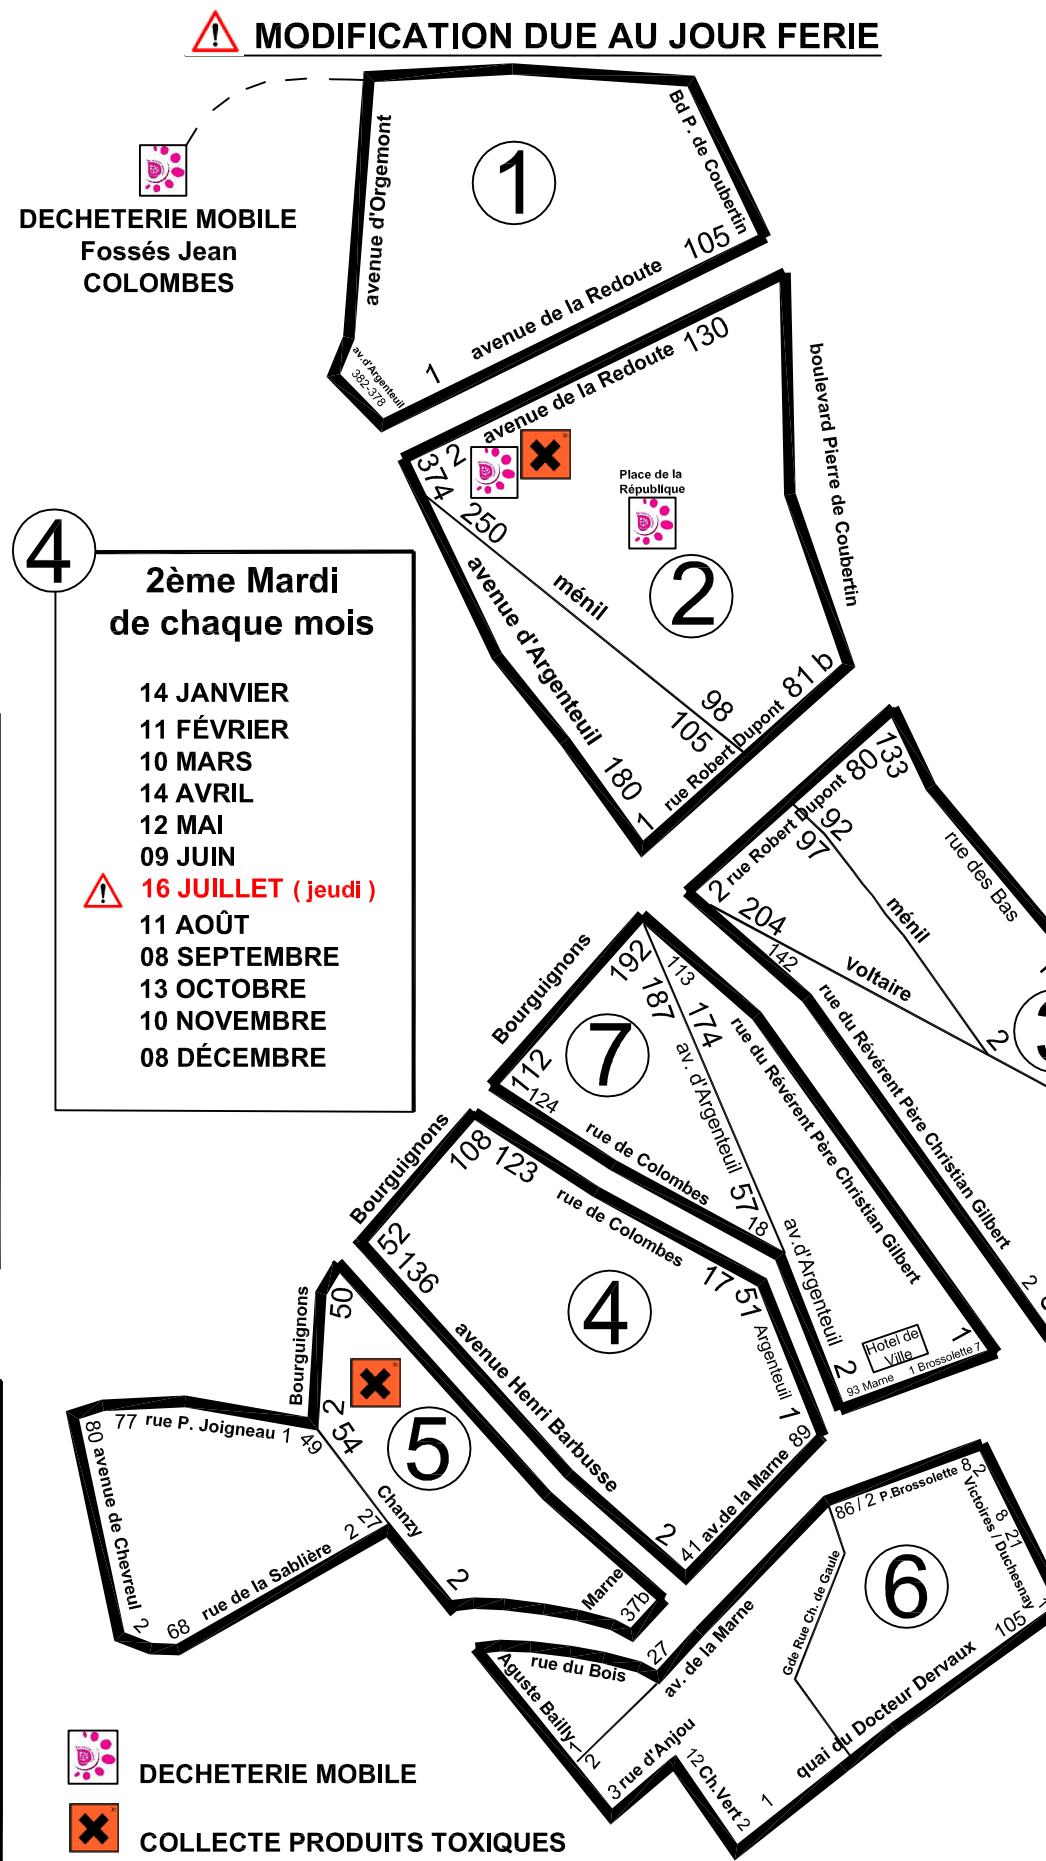 MODIFICATION DUE AU JOUR FERIE
DECHETERIE MOBILE
Fossés Jean
COLOMBES
avenue d'Orgemont
1
Bd P. de Coubertin
105
avenue de la Redoute
1
av.d'Argenteuil
382-378
avenue de la Redoute
130
2
374
250
Place de la
République
boulevard Pierre de Coubertin
2
ménil
avenue d'Argenteuil
98
105
81 b
rue Robert Dupont
180
1
4
2ème Mardi
de chaque mois
14 JANVIER
11 FÉVRIER
10 MARS
14 AVRIL
12 MAI
09 JUIN
16 JUILLET ( jeudi )
11 AOÛT
08 SEPTEMBRE
13 OCTOBRE
10 NOVEMBRE
08 DÉCEMBRE
80
133
rue Robert Dupont
92
97
2
204
142
rue des Bas
ménil
voltaire
2
rue du Révérent Père Christian Gilbert
2
Bourguignons
192
187
113
174
7
112
124
av. d'Argenteuil
rue du Révérent Père Christian Gilbert
rue de Colombes
57
18
av.d'Argenteuil
Hotel de
Ville
1
2
93 Marne
1 Brossolette 7
Bourguignons
108
123
rue de Colombes
52
136
4
17
51
Argenteuil
1
89
avenue Henri Barbusse
av.de la Marne
2
41
Bourguignons
50
2
54
5
77
rue P. Joigneau
1
49
80
avenue de Chevreul
Chanzy
27
2
rue de la Sablière
68
2
2
Marne
37b
86 / 2
P.Brossolette
8
2
Victoires / Duchesnay
8
21
6
Gde Rue Ch. de Gaule
105
1
27
av. de la Marne
rue du Bois
Aguste Bailly
1
2
3
rue d'Anjou
12
Ch.Vert
2
1
quai du Docteur Dervaux
DECHETERIE MOBILE
COLLECTE PRODUITS TOXIQUES